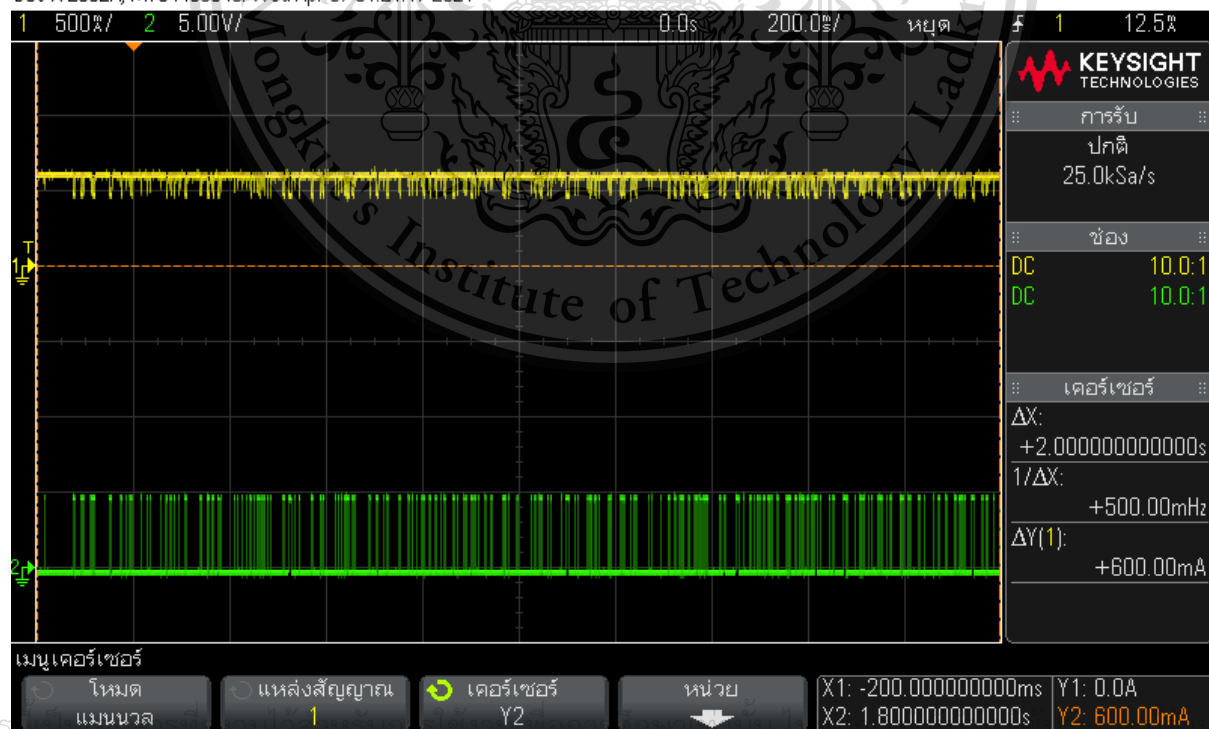 1 500㎃/ 2 5.00V/ 0.0s 200.0㎳/ หยุด 1 12.5㎃
KEYSIGHT
TECHNOLOGIES
การรับ
ปกติ
25.0kSa/s
ช่อง
DC 10.0:1
DC 10.0:1
เคอร์เซอร์
ΔX:
+2.000000000000s
1/ΔX:
+500.00mHz
ΔY(1):
+600.00mA
T
1
2
Mongkut's Institute of Technology
เมนูเคอร์เซอร์
โหมด แหล่งสัญญาณ เคอร์เซอร์ หน่วย
แมนนวล 1 Y2
X1: -200.000000000ms Y1: 0.0A
X2: 1.800000000000s Y2: 600.00mA